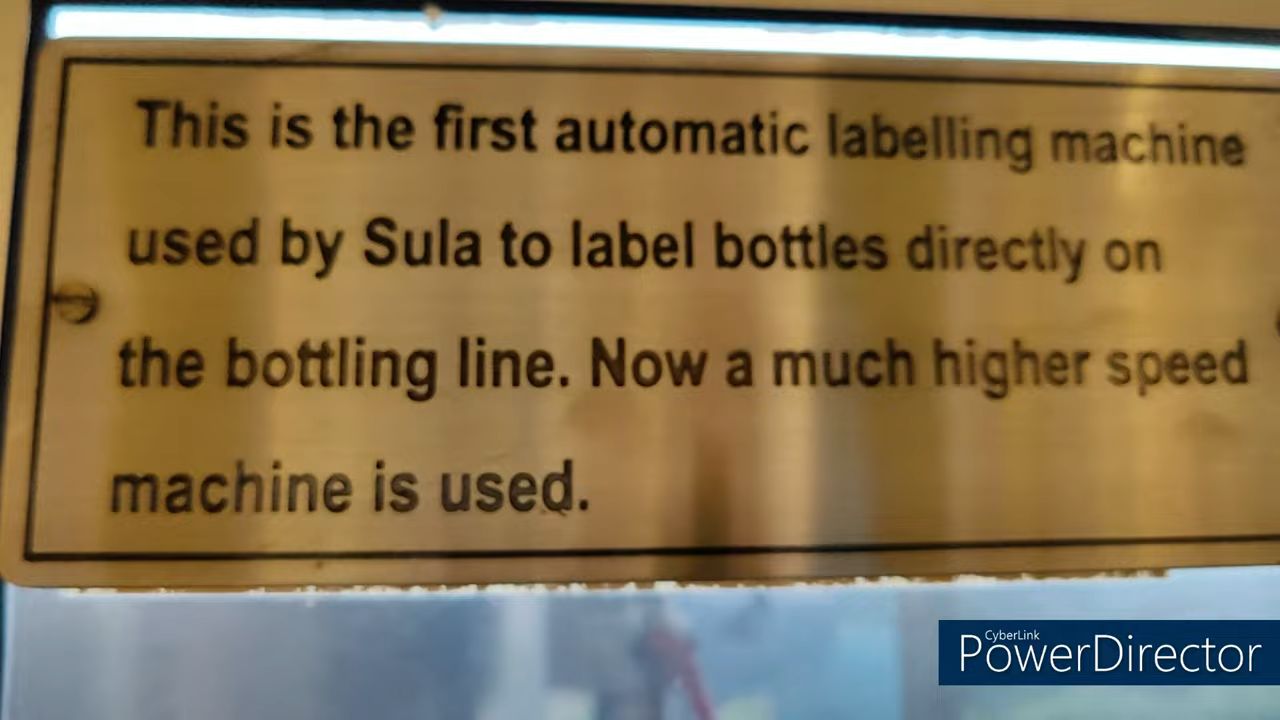 This is the first automatic labelling machine
used by Sula to label bottles directly on
the bottling line. Now a much higher speed
machine is used.
CyberLink
PowerDirector